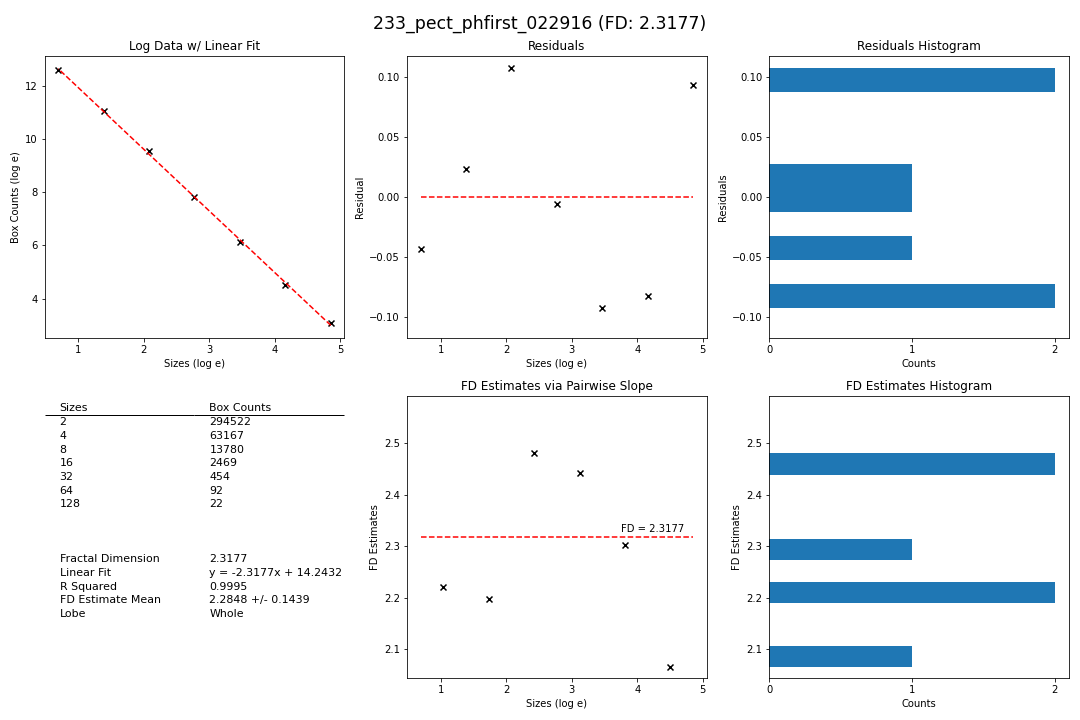 233_pect_phfirst_022916 (FD: 2.3177)
Log Data w/ Linear Fit
12
10
8
6
4
Box Counts (log e)
1 2 3 4 5
Sizes (log e)
Residuals
0.10
0.05
0.00
−0.05
−0.10
Residual
1 2 3 4 5
Sizes (log e)
Residuals Histogram
0.10
0.05
0.00
−0.05
−0.10
Residuals
0 1 2
Counts
Sizes Box Counts
2 294522
4 63167
8 13780
16 2469
32 454
64 92
128 22
Fractal Dimension 2.3177
Linear Fit y = -2.3177x + 14.2432
R Squared 0.9995
FD Estimate Mean 2.2848 +/- 0.1439
Lobe Whole
FD Estimates via Pairwise Slope
2.5
2.4
2.3
2.2
2.1
FD Estimates
FD = 2.3177
1 2 3 4 5
Sizes (log e)
FD Estimates Histogram
2.5
2.4
2.3
2.2
2.1
FD Estimates
0 1 2
Counts